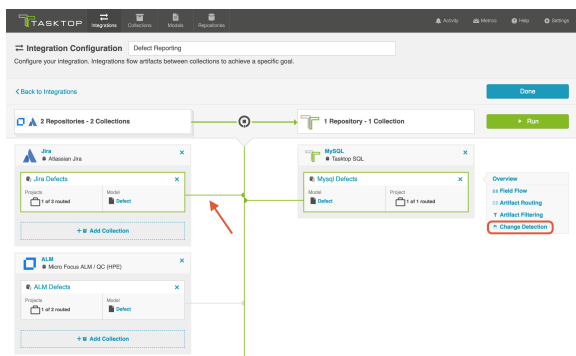 TASKTOP
Integrations
Collections
Models
Repositories
Activity
Metrics
Help
Settings
Integration Configuration
Defect Reporting
Configure your integration. Integrations flow artifacts between collections to achieve a specific goal.
Back to Integrations
Done
2 Repositories - 2 Collections
1 Repository - 1 Collection
Run
Jira
Atlassian Jira
Jira Defects
Projects
Model
1 of 3 routed
Defect
Add Collection
ALM
Micro Focus ALM / QC (HPE)
ALM Defects
Projects
Model
1 of 2 routed
Defect
Add Collection
MySQL
Tasktop SQL
Mysql Defects
Model
Project
Defect
1 of 1 routed
Overview
Field Flow
Artifact Routing
Artifact Filtering
Change Detection